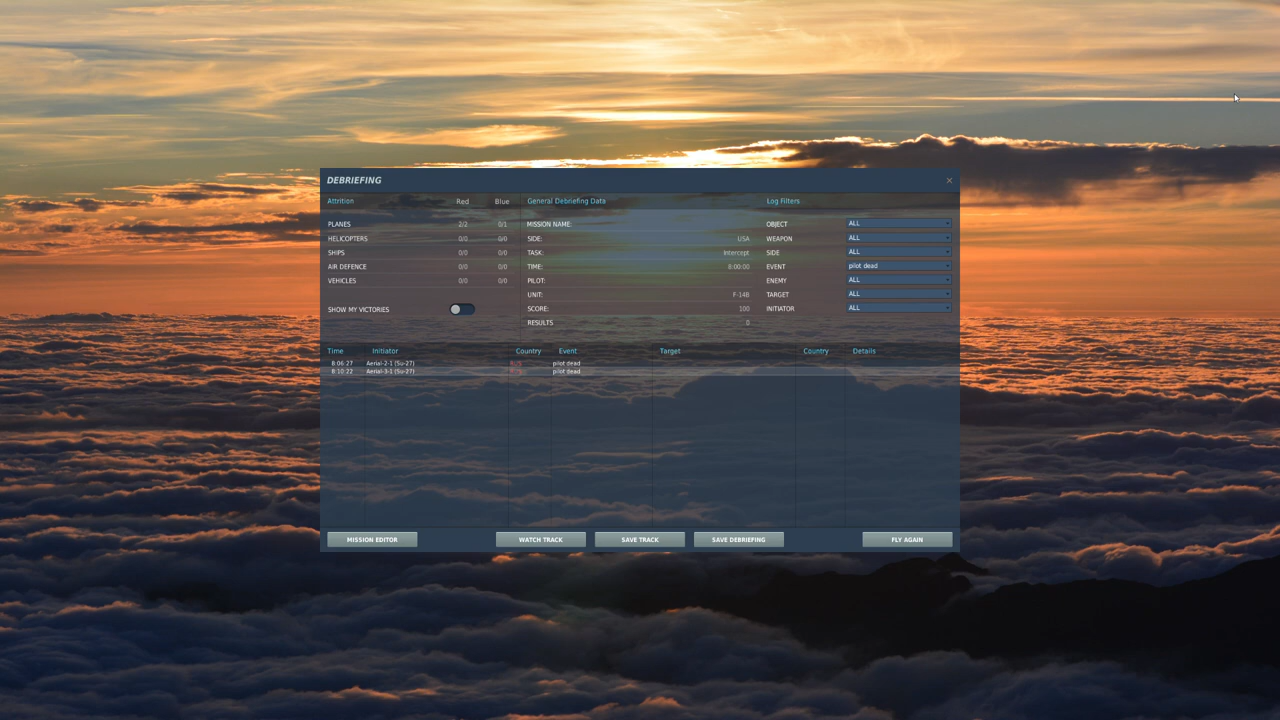 DEBRIEFING ×
Attrition Red Blue General Debriefing Data Log Filters
PLANES 2/2 0/1 MISSION NAME: OBJECT ALL
HELICOPTERS 0/0 0/0 SIDE: USA WEAPON ALL
SHIPS 0/0 0/0 TASK: Intercept SIDE ALL
AIR DEFENCE 0/0 0/0 TIME: 8:00:00 EVENT pilot dead
VEHICLES 0/0 0/0 PILOT: ENEMY ALL
UNIT: F-14B TARGET ALL
SHOW MY VICTORIES SCORE: 100 INITIATOR ALL
RESULTS 0
Time Initiator Country Event Target Country Details
8:06:27 Aerial-2-1 (Su-27) pilot dead
8:10:22 Aerial-3-1 (Su-27) pilot dead
MISSION EDITOR WATCH TRACK SAVE TRACK SAVE DEBRIEFING FLY AGAIN